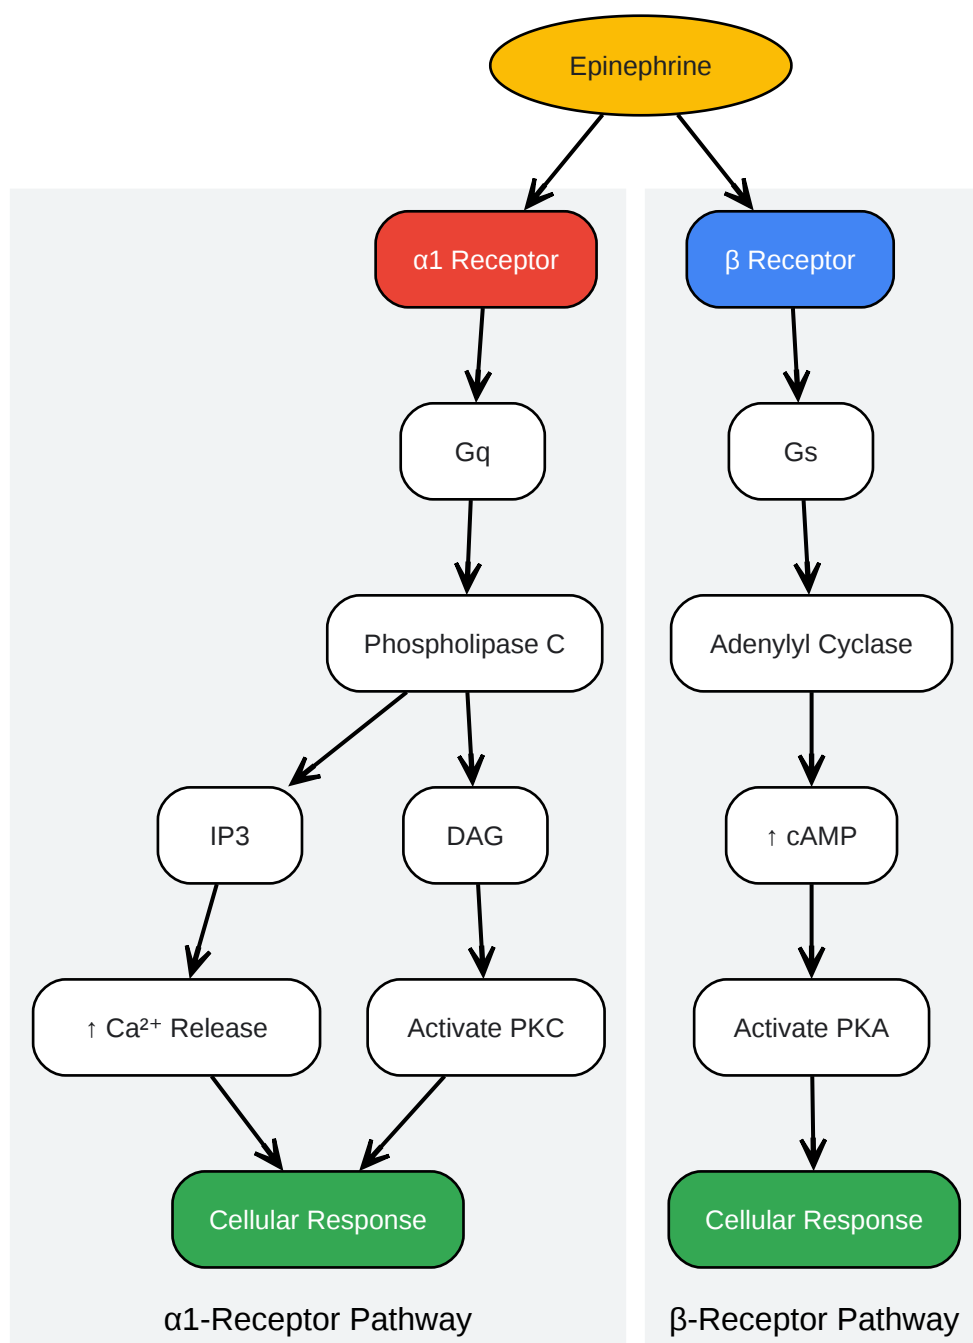 Epinephrine
α1 Receptor
β Receptor
Gq
Gs
Phospholipase C
Adenylyl Cyclase
IP3
DAG
↑ cAMP
↑ Ca²⁺ Release
Activate PKC
Activate PKA
Cellular Response
Cellular Response
α1-Receptor Pathway
β-Receptor Pathway